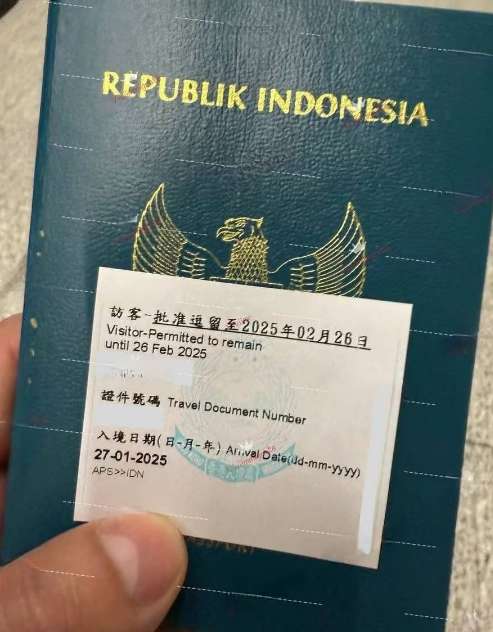 REPUBLIK INDONESIA
訪客-批准逗留至2025年02月26日
Visitor-Permitted to remain
until 26 Feb 2025
證件號碼 Travel Document Number
入境日期(日-月-年) Arrival Date(dd-mm-yyyy)
27-01-2025
APS>>IDN